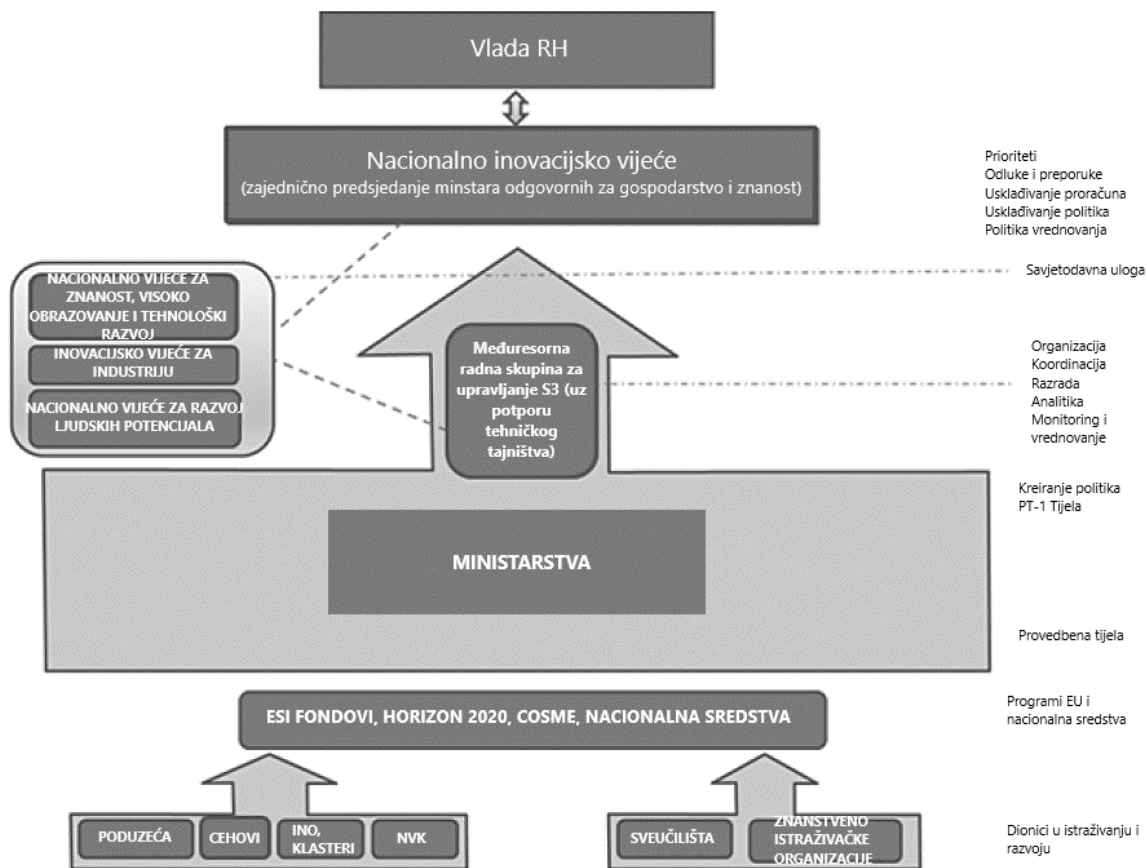 Vlada RH
Nacionalno inovacijsko vijeće
(zajednično predsjedanje minstara odgovornih za gospodarstvo i znanost)
Prioriteti
Odluke i preporuke
Usklađivanje proračuna
Usklađivanje politika
Politika vrednovanja
NACIONALNO VIJEĆE ZA
ZNANOST, VISOKO
OBRAZOVANJE I TEHNOLOŠKI
RAZVOJ
INOVACIJSKO VIJEĆE ZA
INDUSTRIJU
NACIONALNO VIJEĆE ZA RAZVOJ
LJUDSKIH POTENCIJALA
Savjetodavna uloga
Međuresorna
radna skupina za
upravljanje S3 (uz
potporu
tehničkog
tajništva)
Organizacija
Koordinacija
Razrada
Analitika
Monitoring i
vrednovanje
Kreiranje politika
PT-1 Tijela
MINISTARSTVA
Provedbena tijela
ESI FONDOVI, HORIZON 2020, COSME, NACIONALNA SREDSTVA
Programi EU i
nacionalna sredstva
PODUZEĆA
CEHOVI
INO,
KLASTERI
NVK
SVEUČILIŠTA
ZNANSTVENO
ISTRAŽIVAČKE
ORGANIZACIJE
Dionici u istraživanju i
razvoju